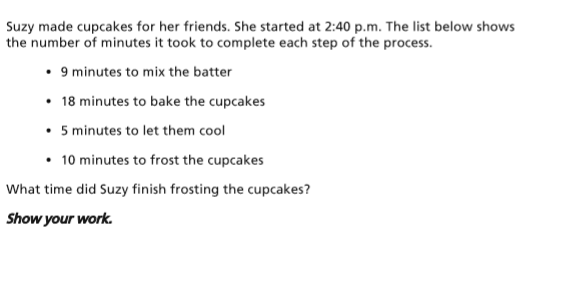 Suzy made cupcakes for her friends. She started at 2:40 p.m. The list below shows
the number of minutes it took to complete each step of the process.
• 9 minutes to mix the batter
• 18 minutes to bake the cupcakes
• 5 minutes to let them cool
• 10 minutes to frost the cupcakes
What time did Suzy finish frosting the cupcakes?
Show your work.